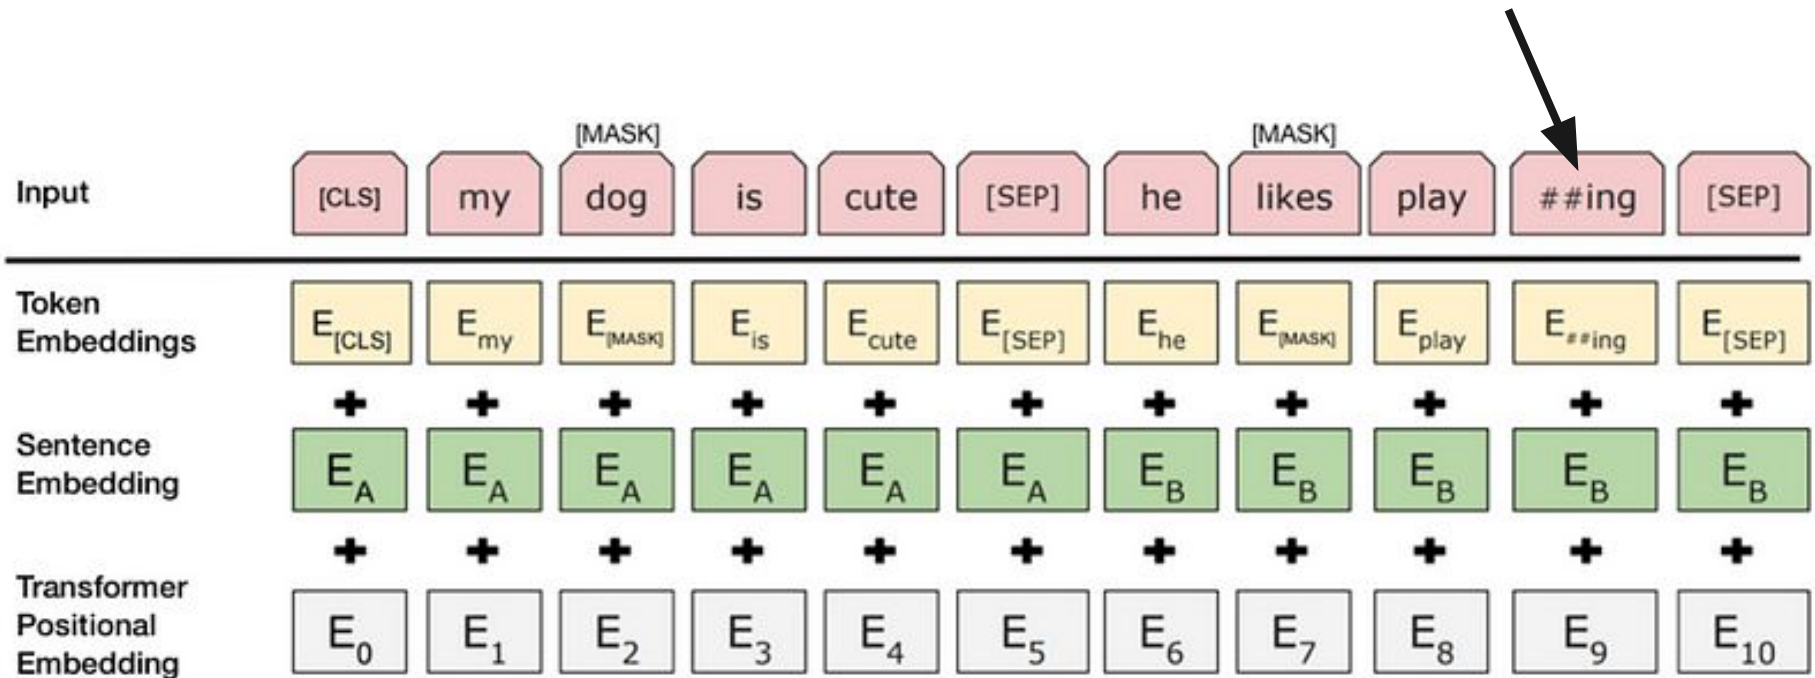 [MASK] [MASK]
Input [CLS] my dog is cute [SEP] he likes play ##ing [SEP]
Token
Embeddings
E[CLS] Emy E[MASK] Eis Ecute E[SEP] Ehe E[MASK] Eplay E##ing E[SEP]
+ + + + + + + + + + +
Sentence
Embedding
EA EA EA EA EA EA EB EB EB EB EB
+ + + + + + + + + + +
Transformer
Positional
Embedding
E0 E1 E2 E3 E4 E5 E6 E7 E8 E9 E10